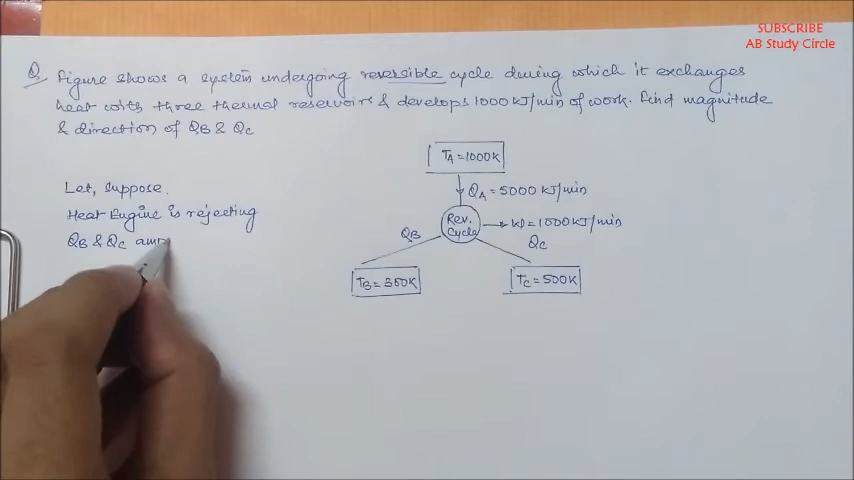 SUBSCRIBE
AB Study Circle
Q Figure shows a system undergoing reversible cycle during which it exchanges
heat with three thermal reservoirs & develops 1000 KJ/min of work. Find magnitude
& direction of QB & QC
TA = 1000K
Let, Suppose.
QA = 5000 KJ/min
Heat Engine is rejecting
Rev. Cycle
W = 1000 KJ/min
QB & QC
QB
QC
TB = 300K
TC = 500K